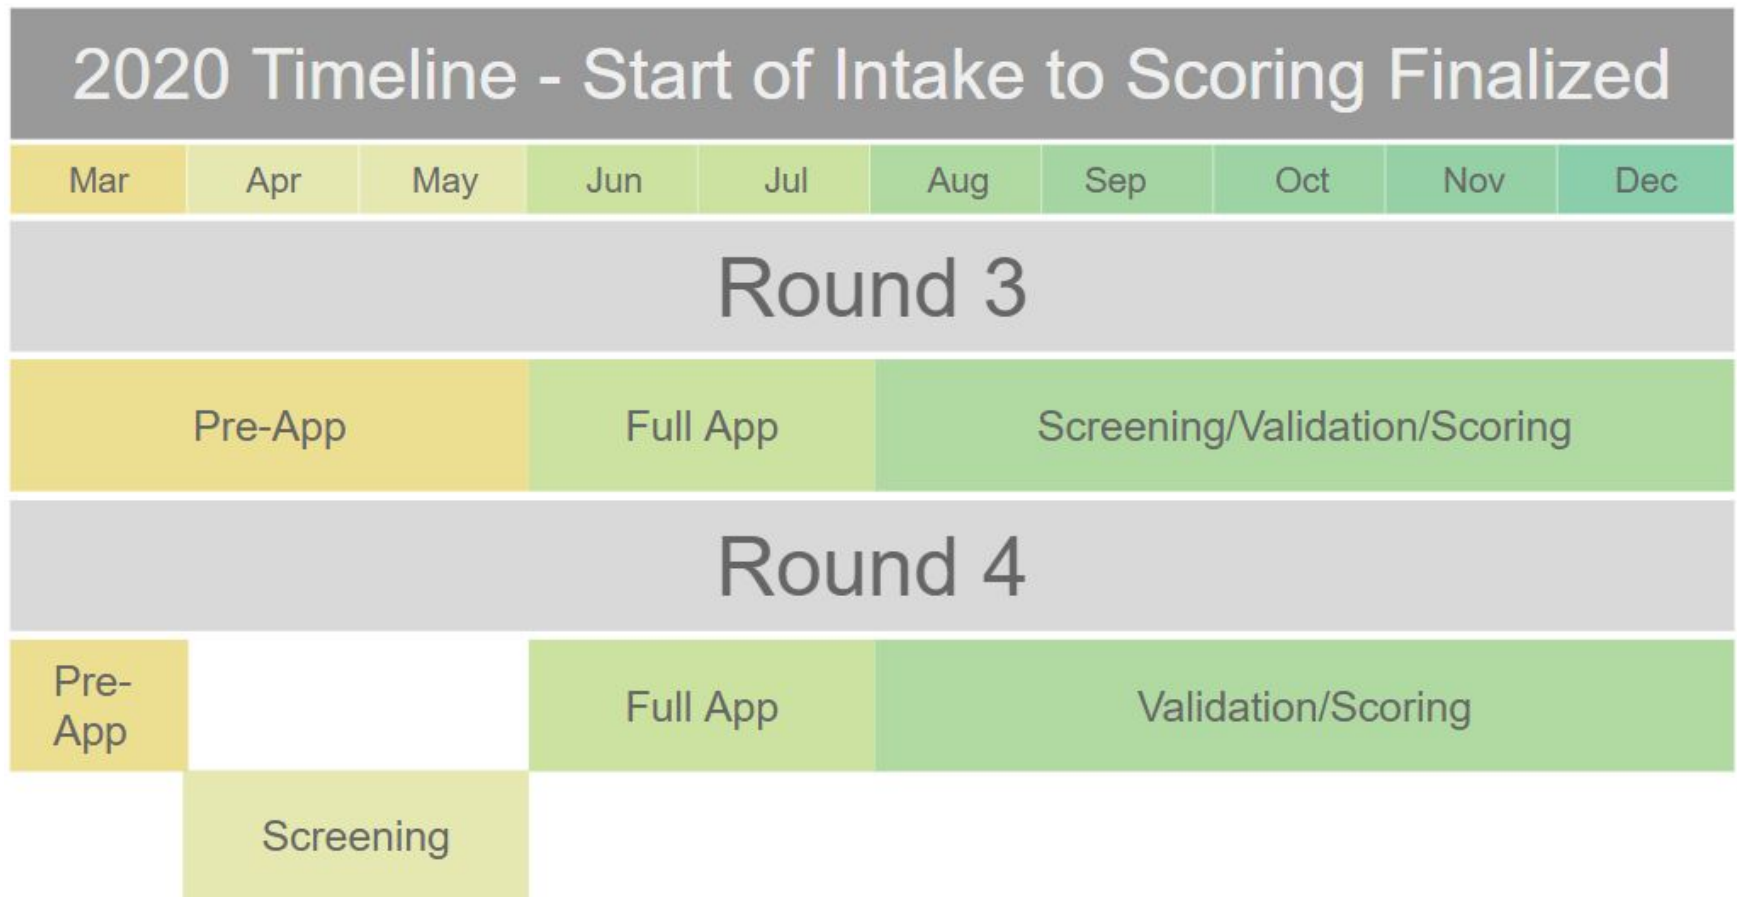 2020 Timeline - Start of Intake to Scoring Finalized
Mar Apr May Jun Jul Aug Sep Oct Nov Dec
Round 3
Pre-App Full App Screening/Validation/Scoring
Round 4
Pre-
App
Full App
Validation/Scoring
Screening